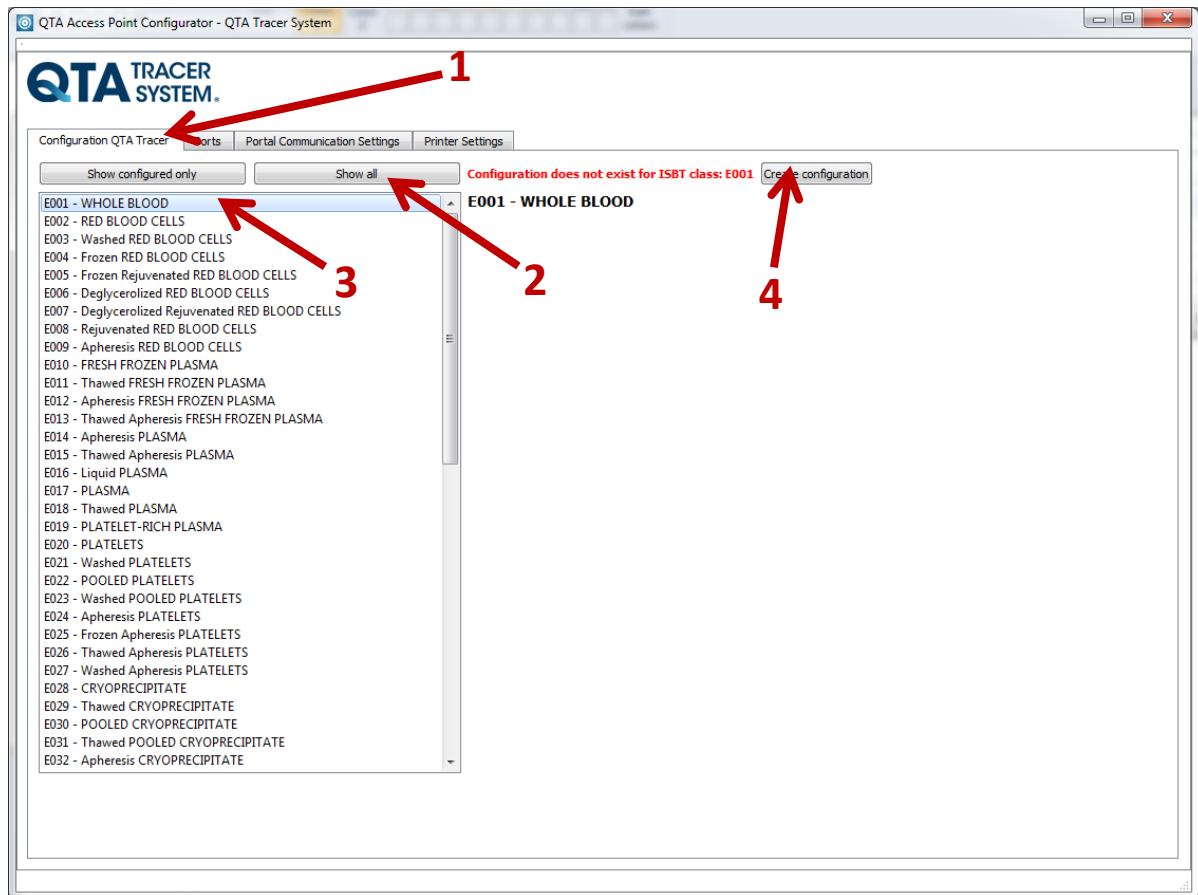 QTA Access Point Configurator - QTA Tracer System
QTA TRACER SYSTEM.
1
Configuration QTA Tracer Ports Portal Communication Settings Printer Settings
Show configured only Show all Configuration does not exist for ISBT class: E001 Create configuration
E001 - WHOLE BLOOD E001 - WHOLE BLOOD
E002 - RED BLOOD CELLS
E003 - Washed RED BLOOD CELLS
E004 - Frozen RED BLOOD CELLS
E005 - Frozen Rejuvenated RED BLOOD CELLS
3 2 4
E006 - Deglycerolized RED BLOOD CELLS
E007 - Deglycerolized Rejuvenated RED BLOOD CELLS
E008 - Rejuvenated RED BLOOD CELLS
E009 - Apheresis RED BLOOD CELLS
E010 - FRESH FROZEN PLASMA
E011 - Thawed FRESH FROZEN PLASMA
E012 - Apheresis FRESH FROZEN PLASMA
E013 - Thawed Apheresis FRESH FROZEN PLASMA
E014 - Apheresis PLASMA
E015 - Thawed Apheresis PLASMA
E016 - Liquid PLASMA
E017 - PLASMA
E018 - Thawed PLASMA
E019 - PLATELET-RICH PLASMA
E020 - PLATELETS
E021 - Washed PLATELETS
E022 - POOLED PLATELETS
E023 - Washed POOLED PLATELETS
E024 - Apheresis PLATELETS
E025 - Frozen Apheresis PLATELETS
E026 - Thawed Apheresis PLATELETS
E027 - Washed Apheresis PLATELETS
E028 - CRYOPRECIPITATE
E029 - Thawed CRYOPRECIPITATE
E030 - POOLED CRYOPRECIPITATE
E031 - Thawed POOLED CRYOPRECIPITATE
E032 - Apheresis CRYOPRECIPITATE